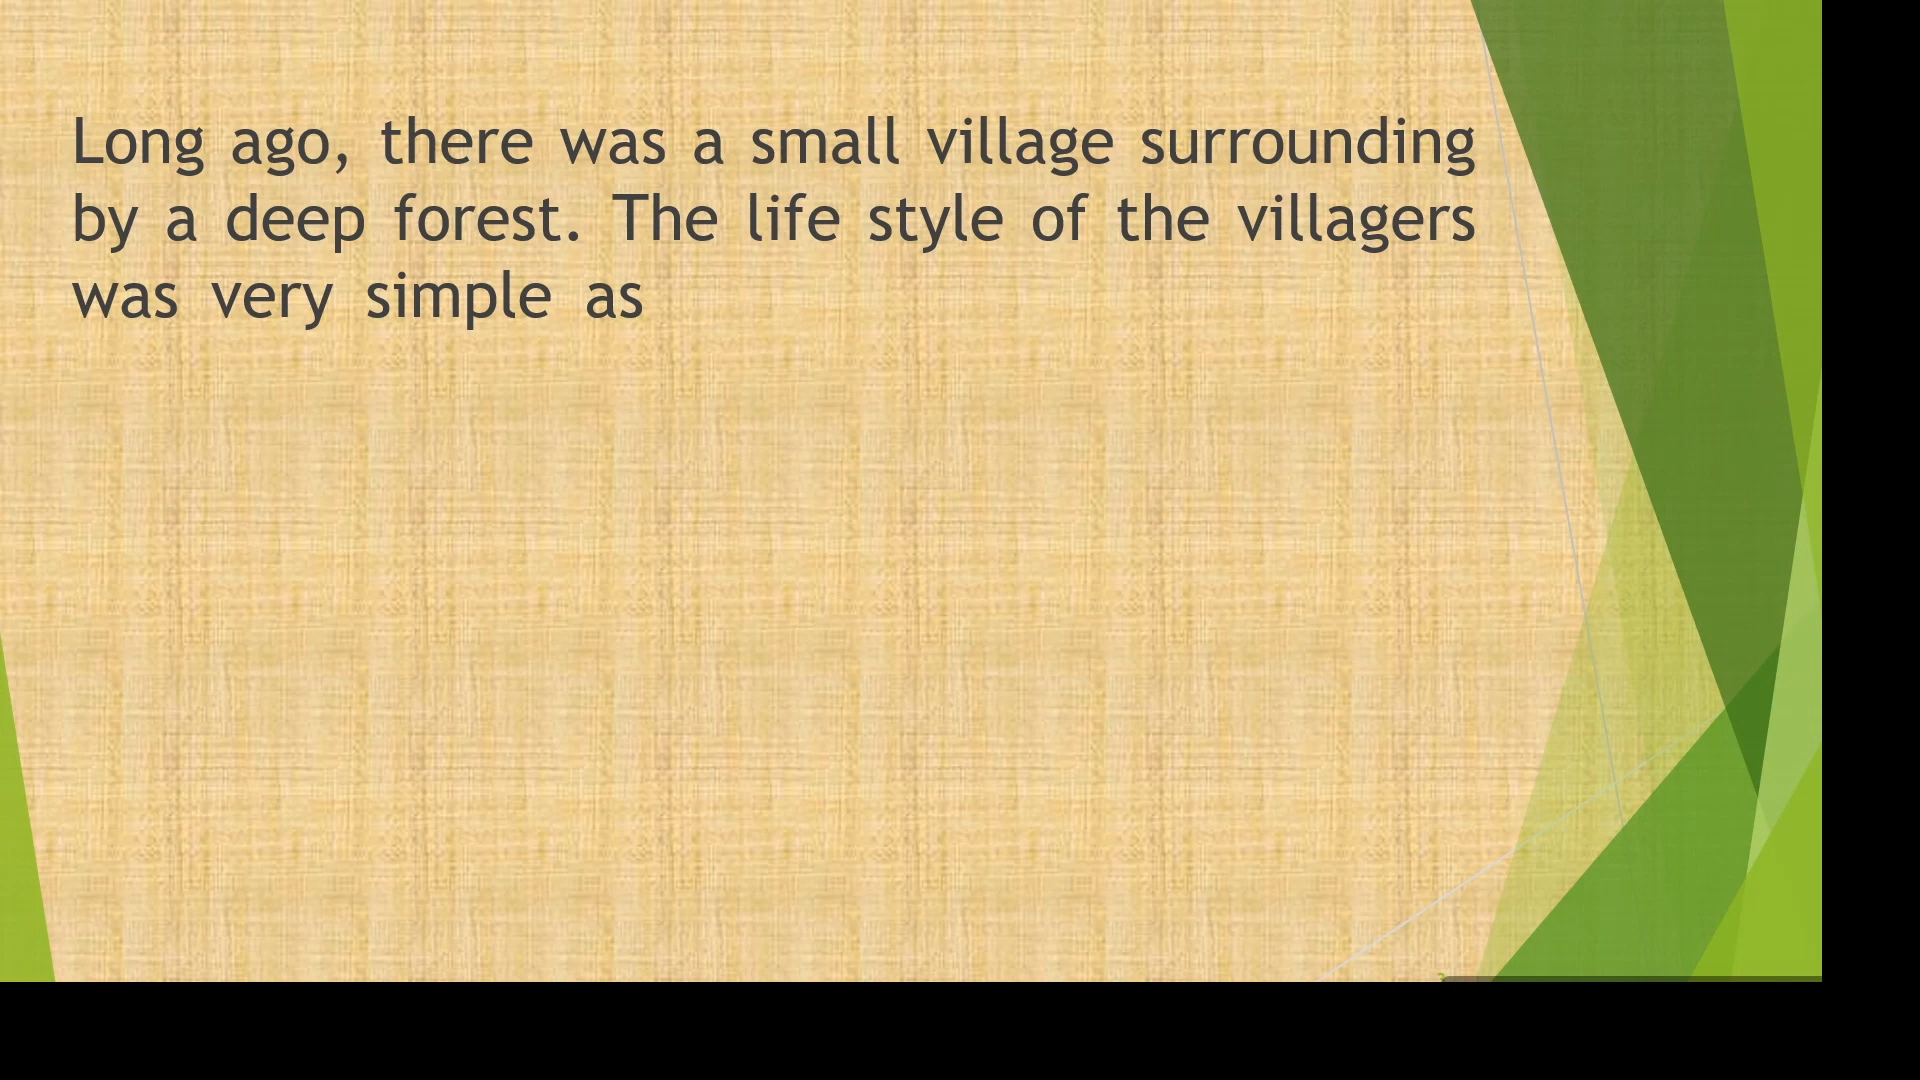 Long ago, there was a small village surrounding
by a deep forest. The life style of the villagers
was very simple as